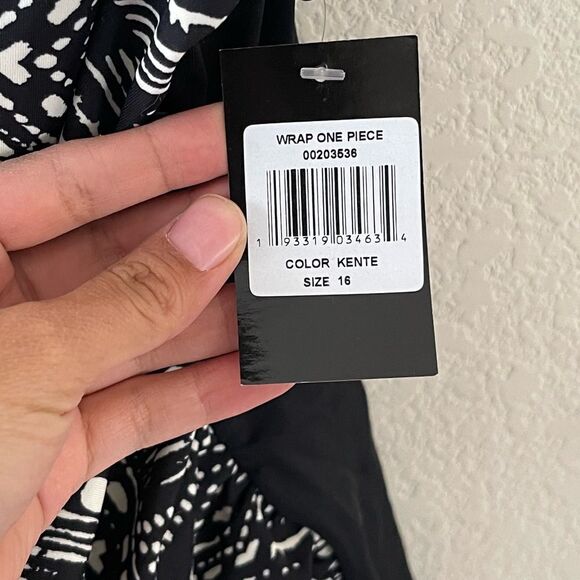 WRAP ONE PIECE
00203536
1 93319 03463 4
COLOR KENTE
SIZE 16